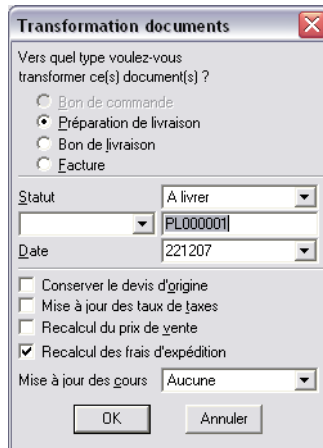 Transformation documents
Vers quel type voulez-vous
transformer ce(s) document(s) ?
Bon de commande
Préparation de livraison
Bon de livraison
Facture
Statut A livrer
PL000001
Date 221207
Conserver le devis d'origine
Mise à jour des taux de taxes
Recalcul du prix de vente
Recalcul des frais d'expédition
Mise à jour des cours Aucune
OK Annuler